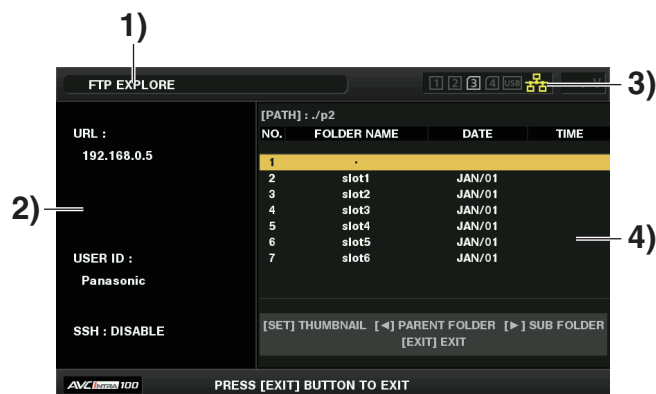 1)
FTP EXPLORE
1 2 3 4 USB
3)
[PATH] : ./p2
URL :
NO. FOLDER NAME DATE TIME
192.168.0.5
1 .
2 slot1 JAN/01
3 slot2 JAN/01
2)
4 slot3 JAN/01
5 slot4 JAN/01
4)
6 slot5 JAN/01
USER ID :
7 slot6 JAN/01
Panasonic
SSH : DISABLE
[SET] THUMBNAIL [◄] PARENT FOLDER [►] SUB FOLDER
[EXIT] EXIT
AVC INTRA 100
PRESS [EXIT] BUTTON TO EXIT